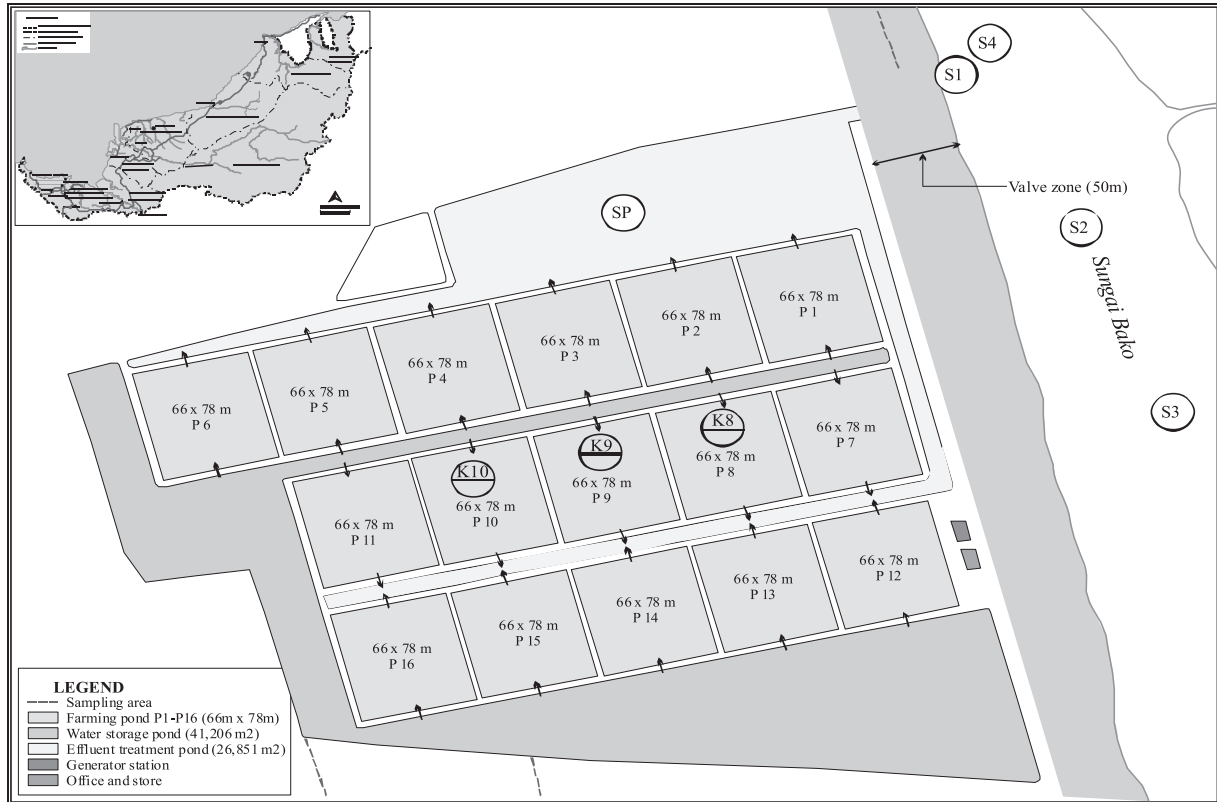 S4
S1
Valve zone (50m)
SP
S2
Sungai Bako
S3
66 x 78 m
P 1
66 x 78 m
P 2
66 x 78 m
P 3
66 x 78 m
P 4
66 x 78 m
P 5
66 x 78 m
P 6
66 x 78 m
P 7
K8
66 x 78 m
P 8
K9
66 x 78 m
P 9
K10
66 x 78 m
P 10
66 x 78 m
P 11
66 x 78 m
P 12
66 x 78 m
P 13
66 x 78 m
P 14
66 x 78 m
P 15
66 x 78 m
P 16
LEGEND
Sampling area
Farming pond P1-P16 (66m x 78m)
Water storage pond (41,206 m2)
Effluent treatment pond (26,851 m2)
Generator station
Office and store